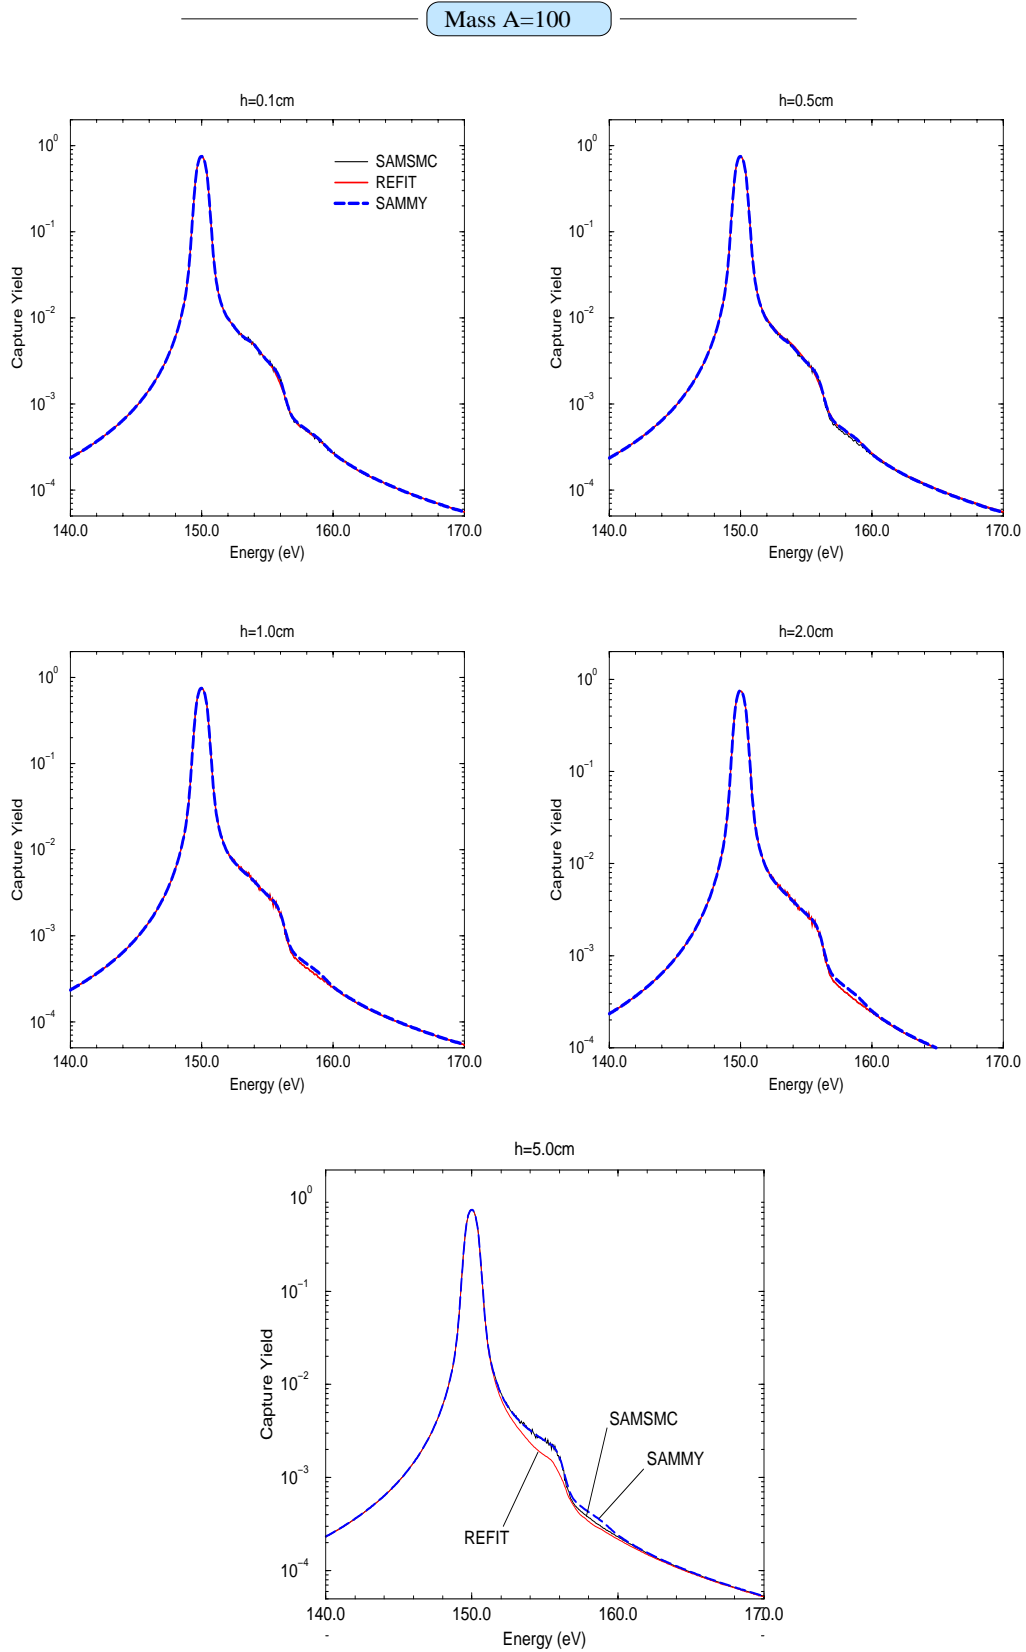 Mass A=100
h=0.1cm
Capture Yield
10^0
10^−1
10^−2
10^−3
10^−4
SAMSMC
REFIT
SAMMY
140.0 150.0 160.0 170.0
Energy (eV)
h=0.5cm
Capture Yield
10^0
10^−1
10^−2
10^−3
10^−4
140.0 150.0 160.0 170.0
Energy (eV)
h=1.0cm
Capture Yield
10^0
10^−1
10^−2
10^−3
10^−4
140.0 150.0 160.0 170.0
Energy (eV)
h=2.0cm
Capture Yield
10^0
10^−1
10^−2
10^−3
10^−4
140.0 150.0 160.0 170.0
Energy (eV)
h=5.0cm
Capture Yield
10^0
10^−1
10^−2
10^−3
10^−4
SAMSMC
SAMMY
REFIT
140.0 150.0 160.0 170.0
Energy (eV)